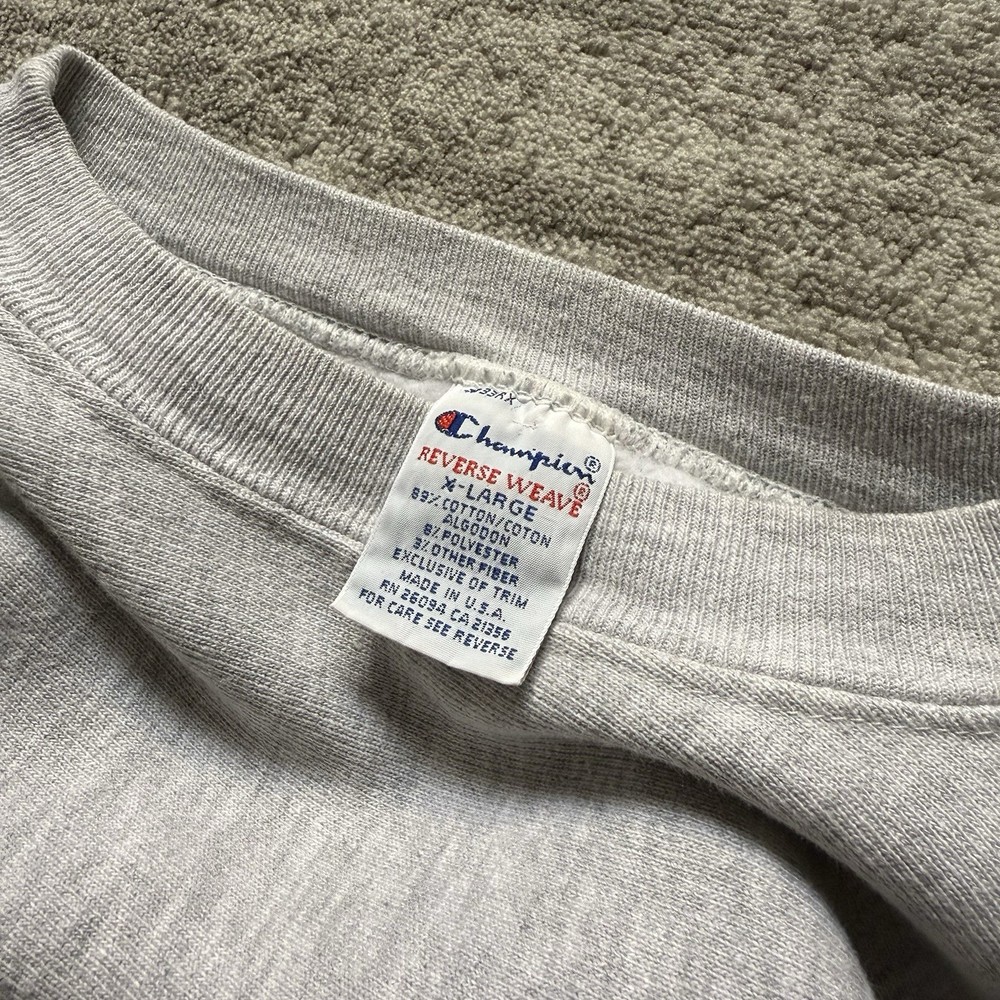 Champion®
REVERSE WEAVE®
X-LARGE
89% COTTON/COTON
ALGODON
8% POLYESTER
3% OTHER FIBER
EXCLUSIVE OF TRIM
MADE IN U.S.A.
RN 26094 CA 21356
FOR CARE SEE REVERSE